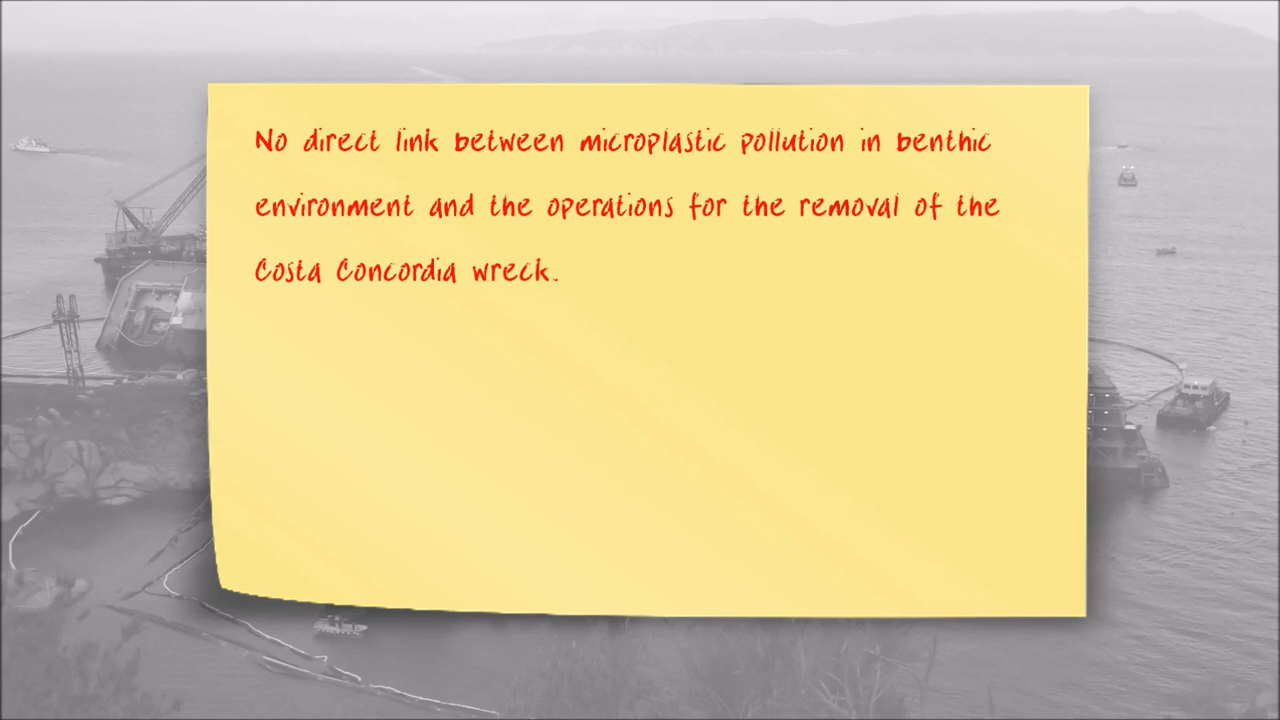 No direct link between microplastic pollution in benthic
environment and the operations for the removal of the
Costa Concordia wreck.